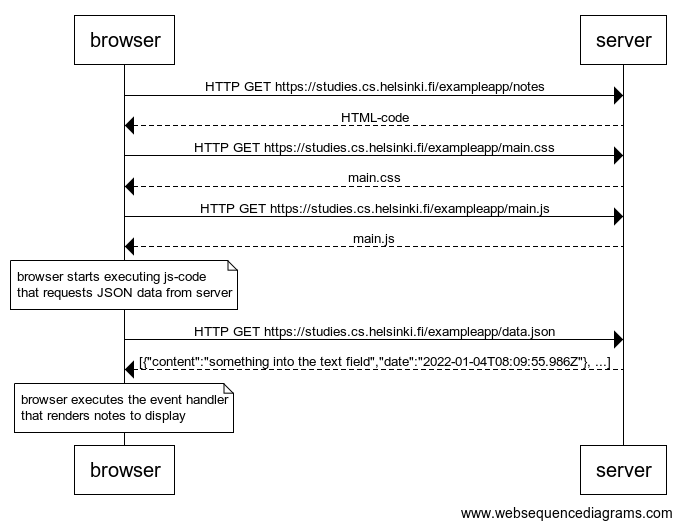 browser
server
HTTP GET https://studies.cs.helsinki.fi/exampleapp/notes
HTML-code
HTTP GET https://studies.cs.helsinki.fi/exampleapp/main.css
main.css
HTTP GET https://studies.cs.helsinki.fi/exampleapp/main.js
main.js
browser starts executing js-code
that requests JSON data from server
HTTP GET https://studies.cs.helsinki.fi/exampleapp/data.json
[{"content":"something into the text field","date":"2022-01-04T08:09:55.986Z"}, ...]
browser executes the event handler
that renders notes to display
browser
server
www.websequencediagrams.com